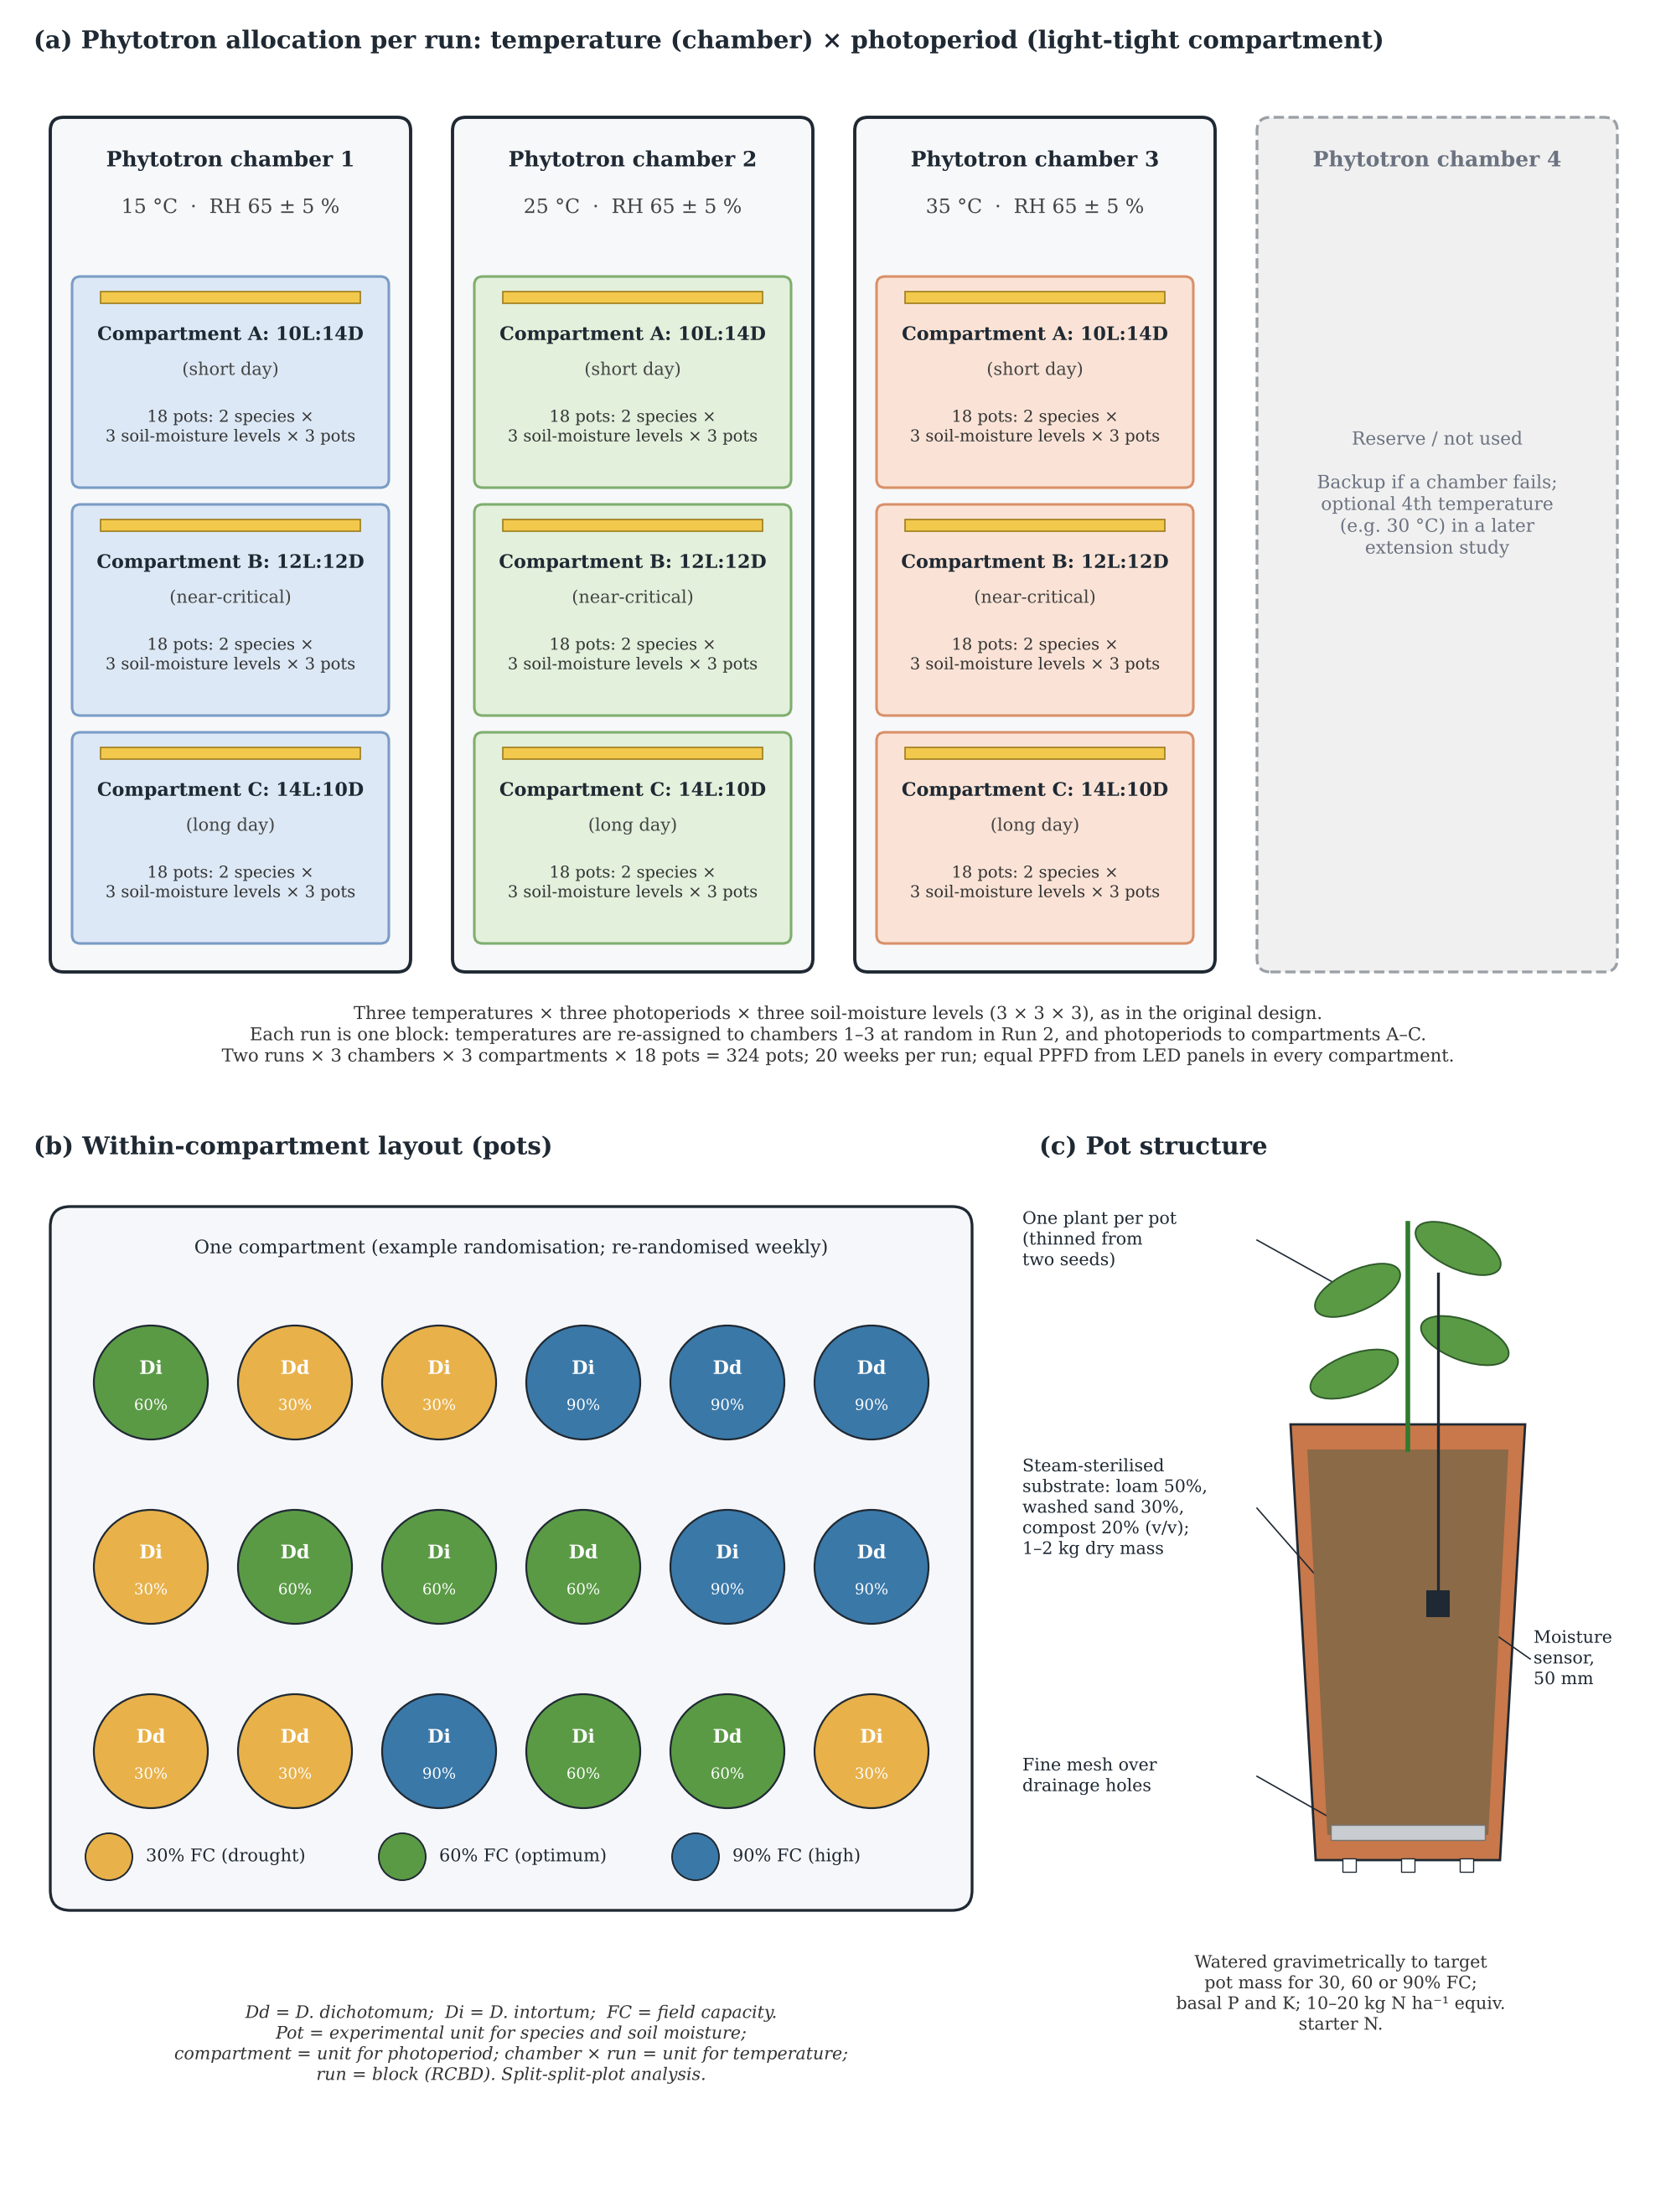 (a) Phytotron allocation per run: temperature (chamber) × photoperiod (light-tight compartment)
Phytotron chamber 1
15 °C · RH 65 ± 5 %
Compartment A: 10L:14D
(short day)
18 pots: 2 species ×
3 soil-moisture levels × 3 pots
Compartment B: 12L:12D
(near-critical)
18 pots: 2 species ×
3 soil-moisture levels × 3 pots
Compartment C: 14L:10D
(long day)
18 pots: 2 species ×
3 soil-moisture levels × 3 pots
Phytotron chamber 2
25 °C · RH 65 ± 5 %
Compartment A: 10L:14D
(short day)
18 pots: 2 species ×
3 soil-moisture levels × 3 pots
Compartment B: 12L:12D
(near-critical)
18 pots: 2 species ×
3 soil-moisture levels × 3 pots
Compartment C: 14L:10D
(long day)
18 pots: 2 species ×
3 soil-moisture levels × 3 pots
Phytotron chamber 3
35 °C · RH 65 ± 5 %
Compartment A: 10L:14D
(short day)
18 pots: 2 species ×
3 soil-moisture levels × 3 pots
Compartment B: 12L:12D
(near-critical)
18 pots: 2 species ×
3 soil-moisture levels × 3 pots
Compartment C: 14L:10D
(long day)
18 pots: 2 species ×
3 soil-moisture levels × 3 pots
Phytotron chamber 4
Reserve / not used
Backup if a chamber fails;
optional 4th temperature
(e.g. 30 °C) in a later
extension study
Three temperatures × three photoperiods × three soil-moisture levels (3 × 3 × 3), as in the original design.
Each run is one block: temperatures are re-assigned to chambers 1–3 at random in Run 2, and photoperiods to compartments A–C.
Two runs × 3 chambers × 3 compartments × 18 pots = 324 pots; 20 weeks per run; equal PPFD from LED panels in every compartment.
(b) Within-compartment layout (pots)
One compartment (example randomisation; re-randomised weekly)
Di Dd Di Di Dd Dd
60% 30% 30% 90% 90% 90%
Di Dd Di Dd Di Dd
30% 60% 60% 60% 90% 90%
Dd Dd Di Di Dd Di
30% 30% 90% 60% 60% 30%
30% FC (drought) 60% FC (optimum) 90% FC (high)
Dd = D. dichotomum; Di = D. intortum; FC = field capacity.
Pot = experimental unit for species and soil moisture;
compartment = unit for photoperiod; chamber × run = unit for temperature;
run = block (RCBD). Split-split-plot analysis.
(c) Pot structure
One plant per pot
(thinned from
two seeds)
Steam-sterilised
substrate: loam 50%,
washed sand 30%,
compost 20% (v/v);
1–2 kg dry mass
Moisture
sensor,
50 mm
Fine mesh over
drainage holes
Watered gravimetrically to target
pot mass for 30, 60 or 90% FC;
basal P and K; 10–20 kg N ha⁻¹ equiv.
starter N.